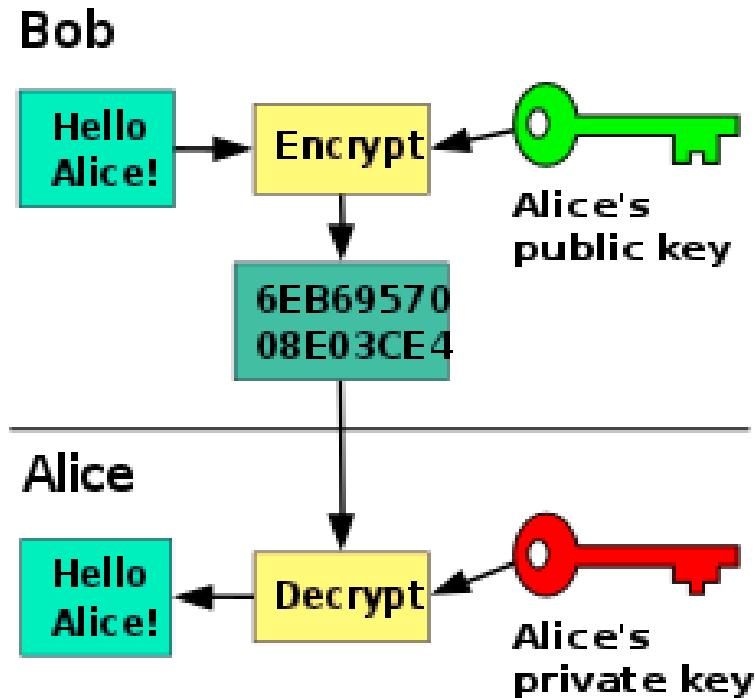 Bob
Hello
Alice!
Encrypt
Alice's
public key
6EB69570
08E03CE4
Alice
Hello
Alice!
Decrypt
Alice's
private key